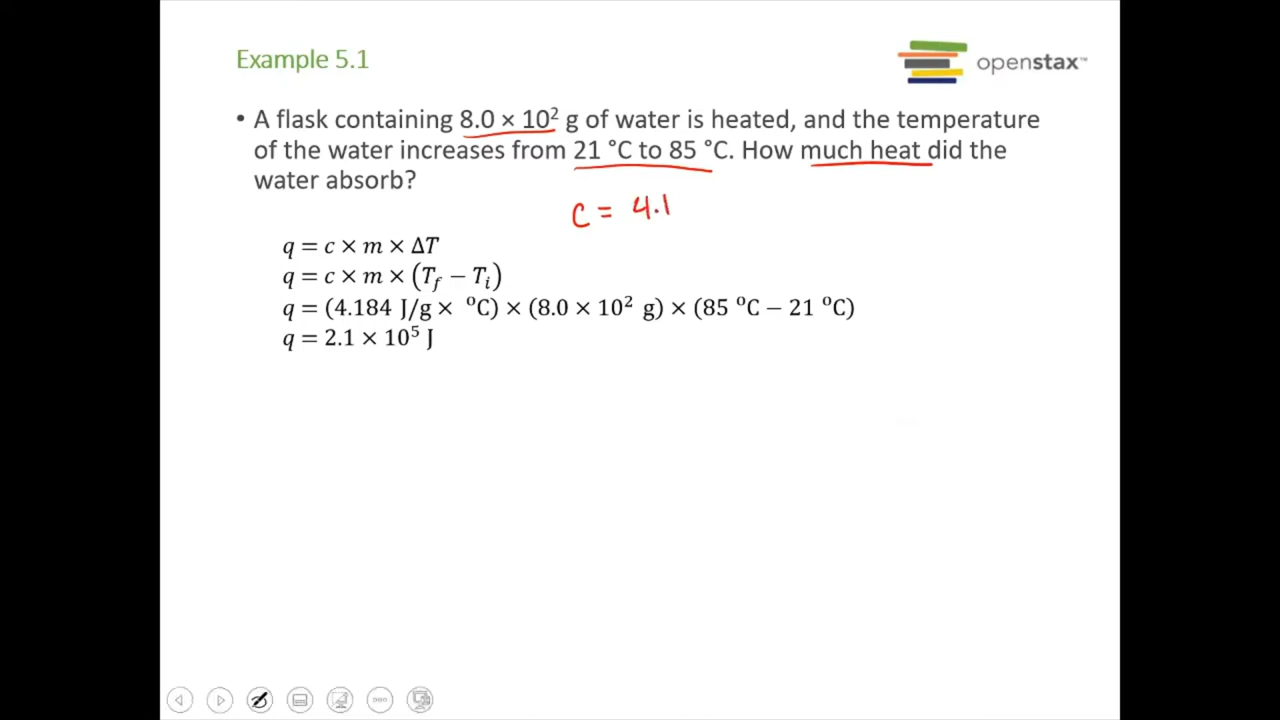 Example 5.1
openstax™
• A flask containing 8.0 × 10² g of water is heated, and the temperature
of the water increases from 21 °C to 85 °C. How much heat did the
water absorb?
c = 4.1
q = c × m × ΔT
q = c × m × (T_f − T_i)
q = (4.184 J/g × °C) × (8.0 × 10² g) × (85 °C − 21 °C)
q = 2.1 × 10⁵ J